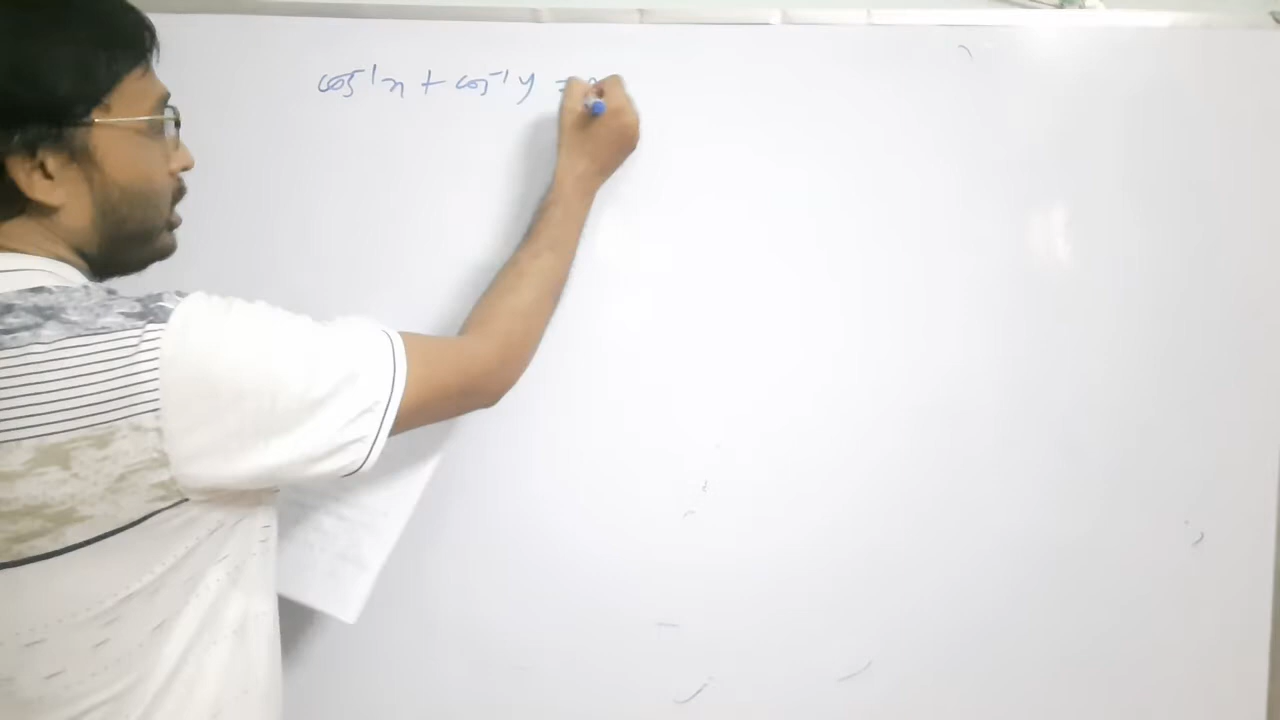 cos⁻¹x + cos⁻¹y =